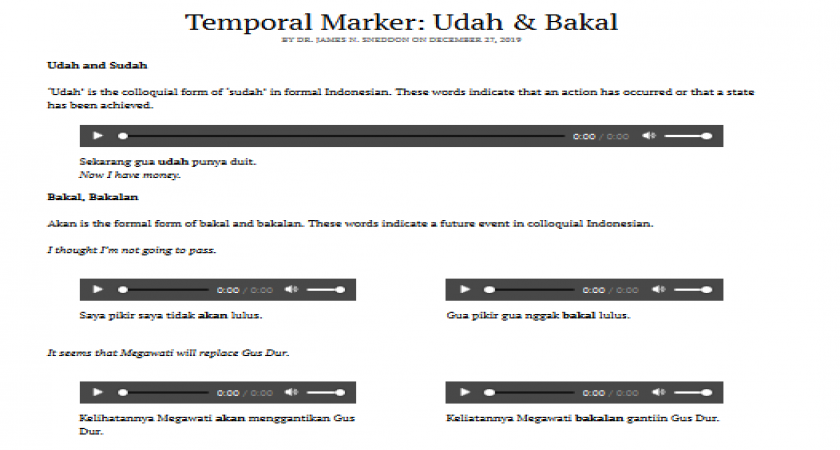 Temporal Marker: Udah & Bakal
BY DR. JAMES N. SNEDDON ON DECEMBER 27, 2019
Udah and Sudah
'Udah' is the colloquial form of 'sudah' in formal Indonesian. These words indicate that an action has occurred or that a state
has been achieved.
0:00 / 0:00
Sekarang gua udah punya duit.
Now I have money.
Bakal, Bakalan
Akan is the formal form of bakal and bakalan. These words indicate a future event in colloquial Indonesian.
I thought I'm not going to pass.
0:00 / 0:00
Saya pikir saya tidak akan lulus.
0:00 / 0:00
Gua pikir gua nggak bakal lulus.
It seems that Megawati will replace Gus Dur.
0:00 / 0:00
Kelihatannya Megawati akan menggantikan Gus
Dur.
0:00 / 0:00
Keliatannya Megawati bakalan gantiin Gus Dur.